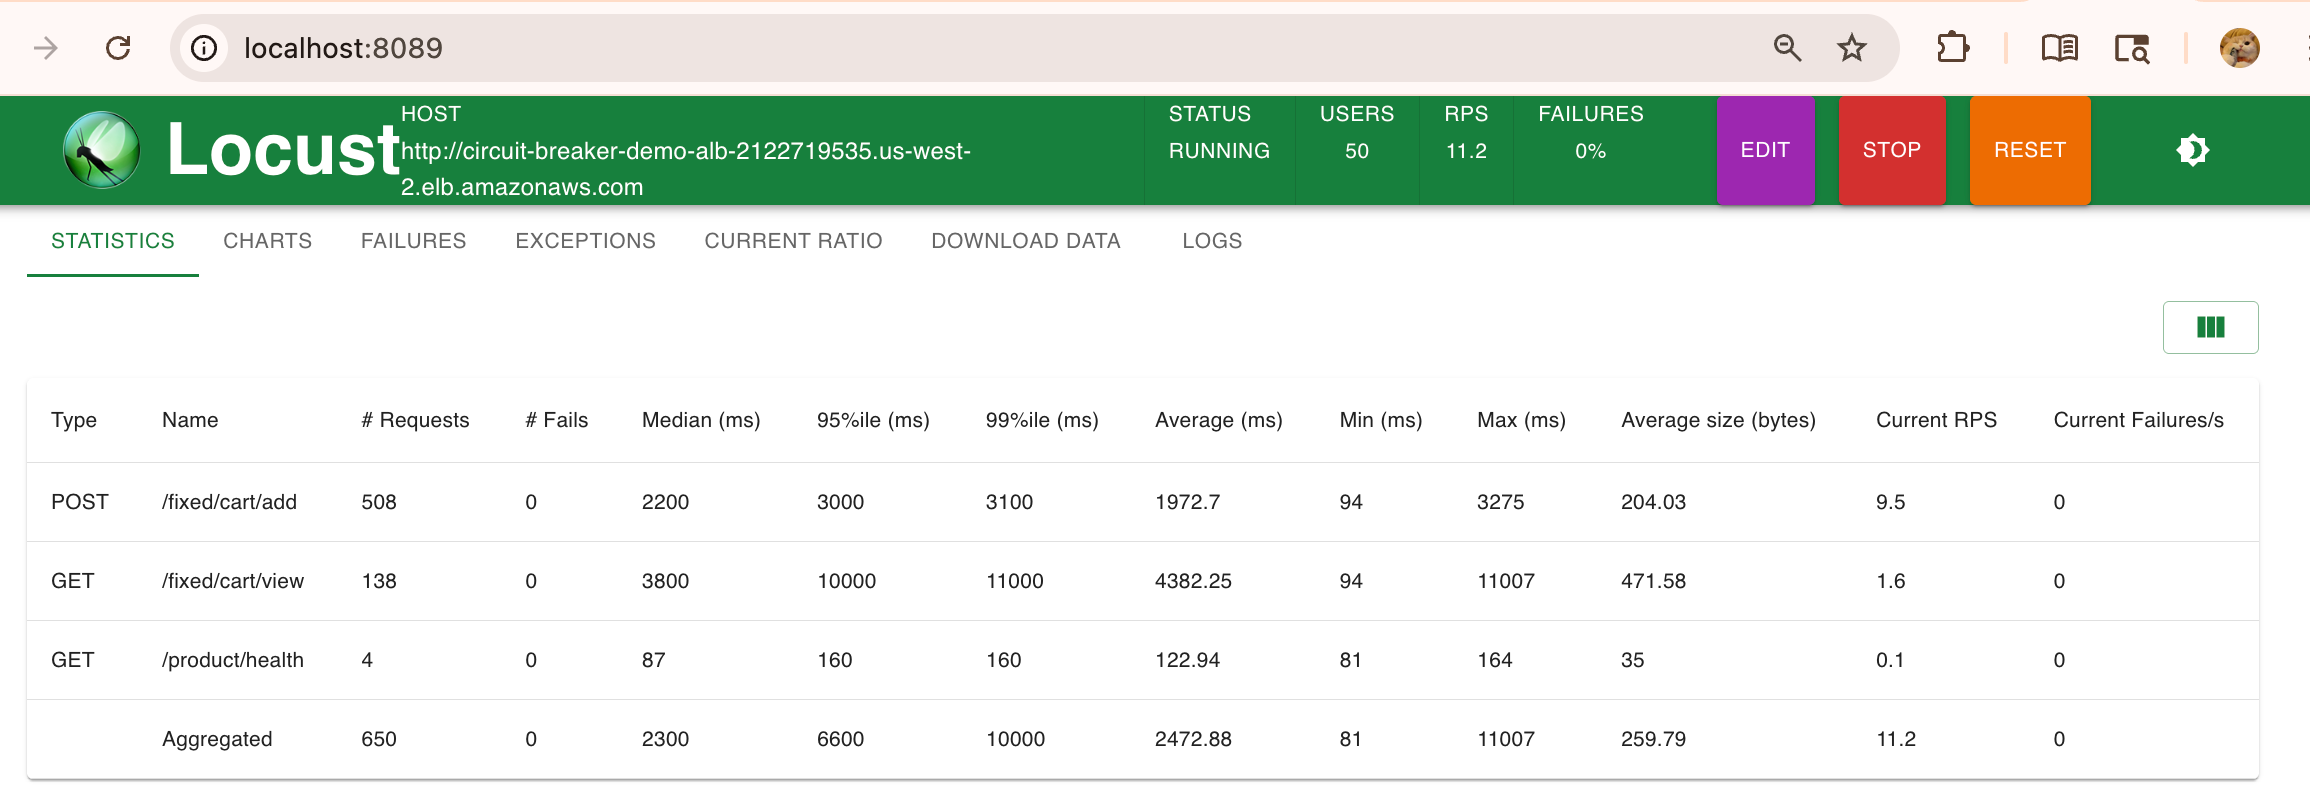 localhost:8089
Locust
HOST
http://circuit-breaker-demo-alb-2122719535.us-west-
2.elb.amazonaws.com
STATUS
RUNNING
USERS
50
RPS
11.2
FAILURES
0%
EDIT
STOP
RESET
STATISTICS CHARTS FAILURES EXCEPTIONS CURRENT RATIO DOWNLOAD DATA LOGS
Type Name # Requests # Fails Median (ms) 95%ile (ms) 99%ile (ms) Average (ms) Min (ms) Max (ms) Average size (bytes) Current RPS Current Failures/s
POST /fixed/cart/add 508 0 2200 3000 3100 1972.7 94 3275 204.03 9.5 0
GET /fixed/cart/view 138 0 3800 10000 11000 4382.25 94 11007 471.58 1.6 0
GET /product/health 4 0 87 160 160 122.94 81 164 35 0.1 0
Aggregated 650 0 2300 6600 10000 2472.88 81 11007 259.79 11.2 0